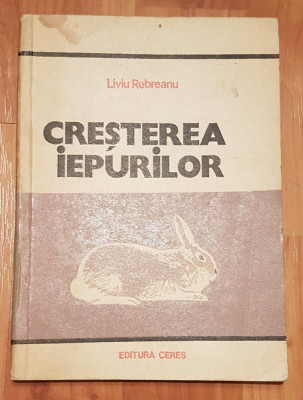 Liviu Rebreanu
CREȘTEREA
iEPURiLOR
EDITURA CERES